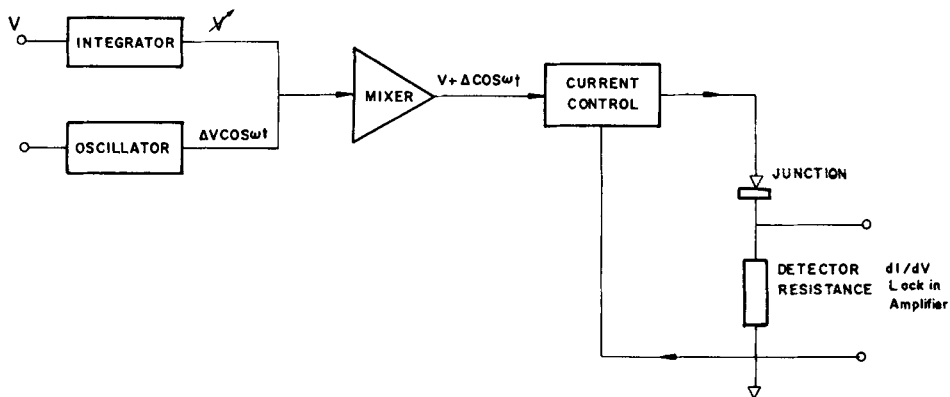 V
INTEGRATOR
V
OSCILLATOR
ΔVCOSωt
MIXER
V+ΔCOSωt
CURRENT
CONTROL
JUNCTION
DETECTOR
RESISTANCE
dI/dV
Lock in
Amplifier